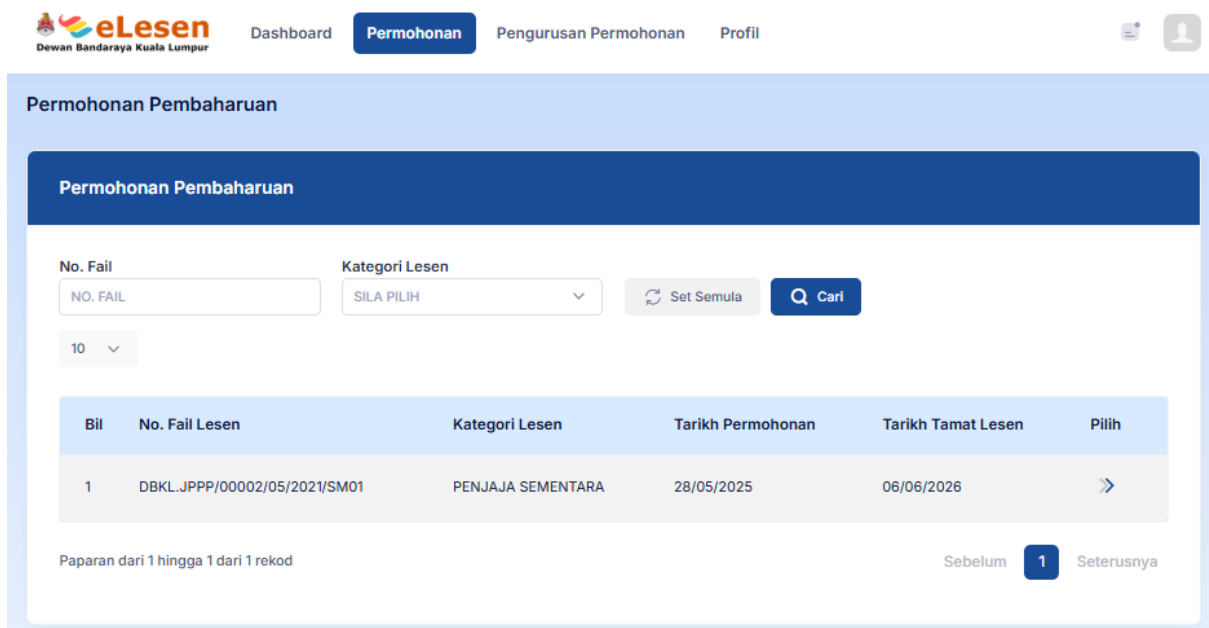 eLesen
Dewan Bandaraya Kuala Lumpur
Dashboard Permohonan Pengurusan Permohonan Profil
Permohonan Pembaharuan
Permohonan Pembaharuan
No. Fail Kategori Lesen
NO. FAIL SILA PILIH Set Semula Cari
10
Bil No. Fail Lesen Kategori Lesen Tarikh Permohonan Tarikh Tamat Lesen Pilih
1 DBKL.JPPP/00002/05/2021/SM01 PENJAJA SEMENTARA 28/05/2025 06/06/2026
Paparan dari 1 hingga 1 dari 1 rekod Sebelum 1 Seterusnya